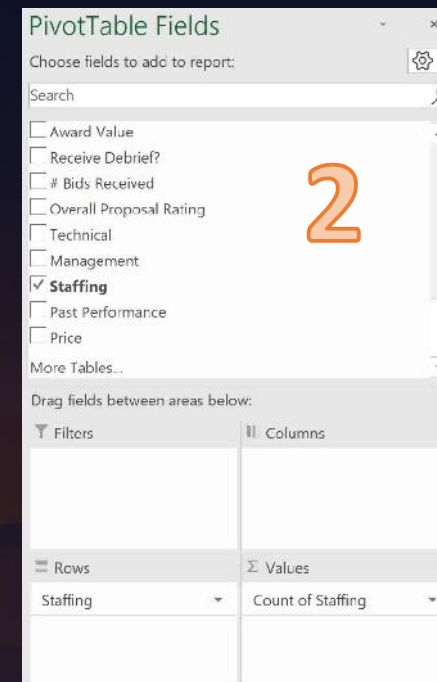 PivotTable Fields
Choose fields to add to report:
Search
Award Value
Receive Debrief?
# Bids Received
Overall Proposal Rating
Technical
Management
Staffing
Past Performance
Price
More Tables...
2
Drag fields between areas below:
Filters
Columns
Rows
Σ Values
Staffing
Count of Staffing